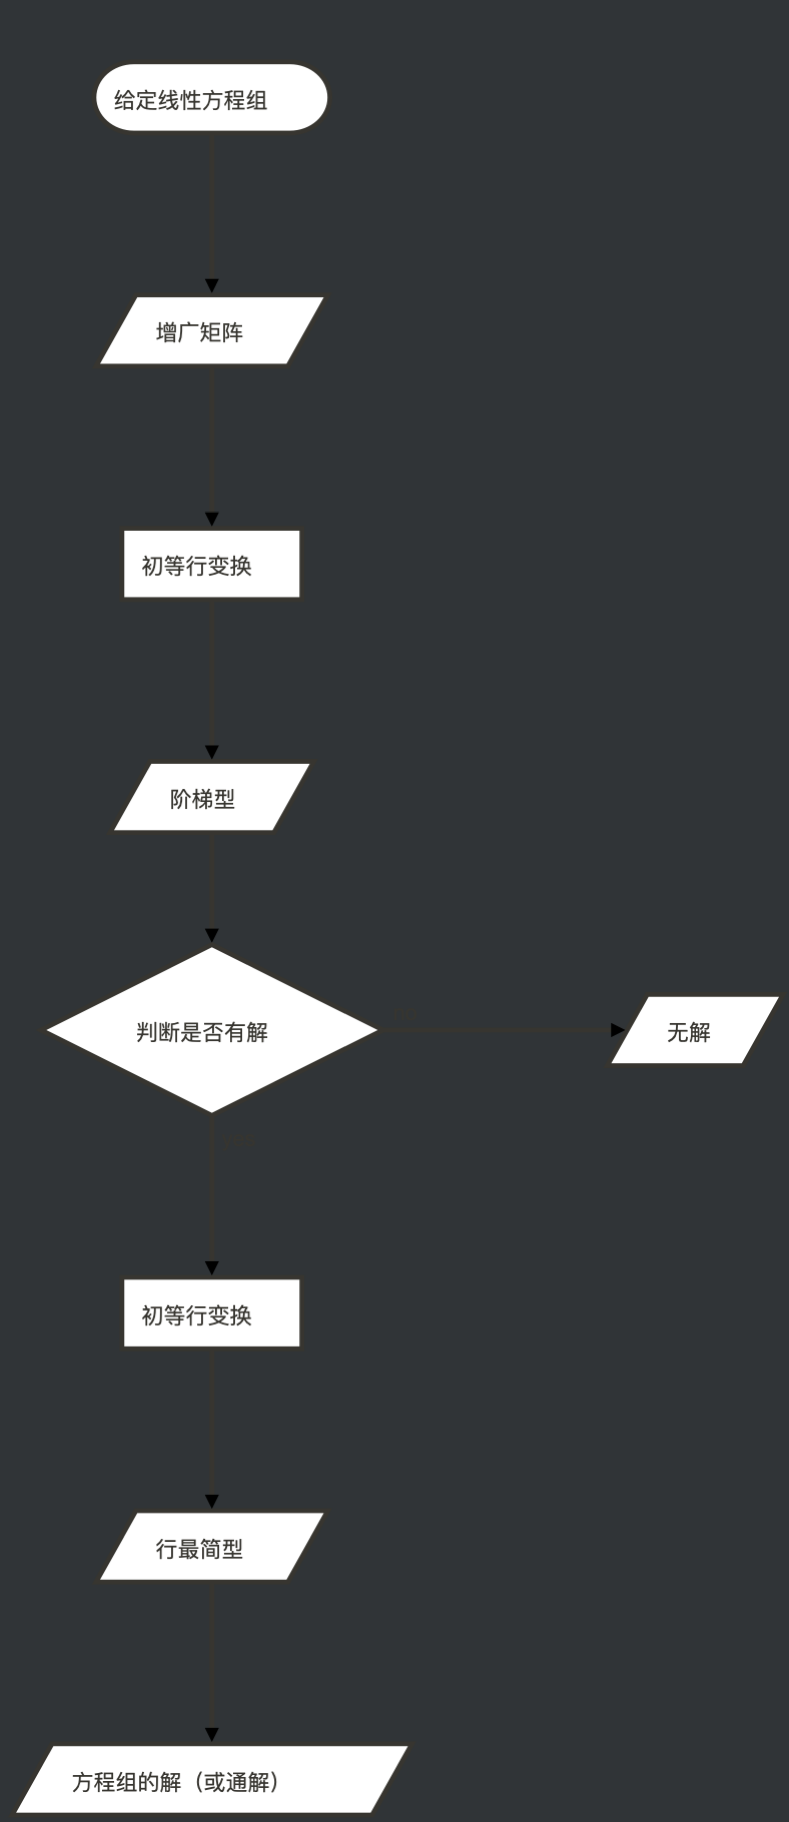 给定线性方程组
增广矩阵
初等行变换
阶梯型
判断是否有解
无解
初等行变换
行最简型
方程组的解（或通解）